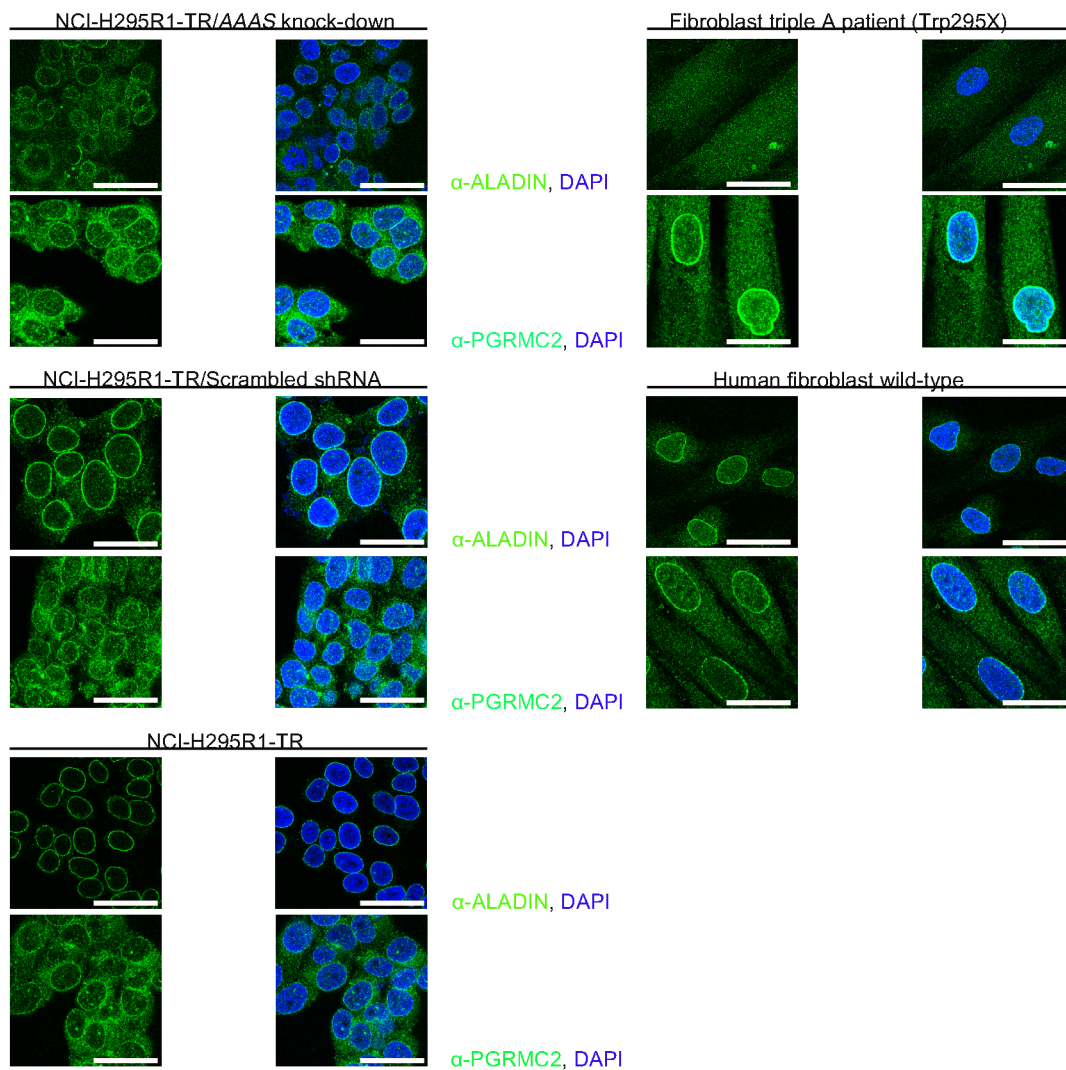 NCI-H295R1-TR/AAAS knock-down
Fibroblast triple A patient (Trp295X)
α-ALADIN, DAPI
α-PGRMC2, DAPI
NCI-H295R1-TR/Scrambled shRNA
Human fibroblast wild-type
α-ALADIN, DAPI
α-PGRMC2, DAPI
NCI-H295R1-TR
α-ALADIN, DAPI
α-PGRMC2, DAPI